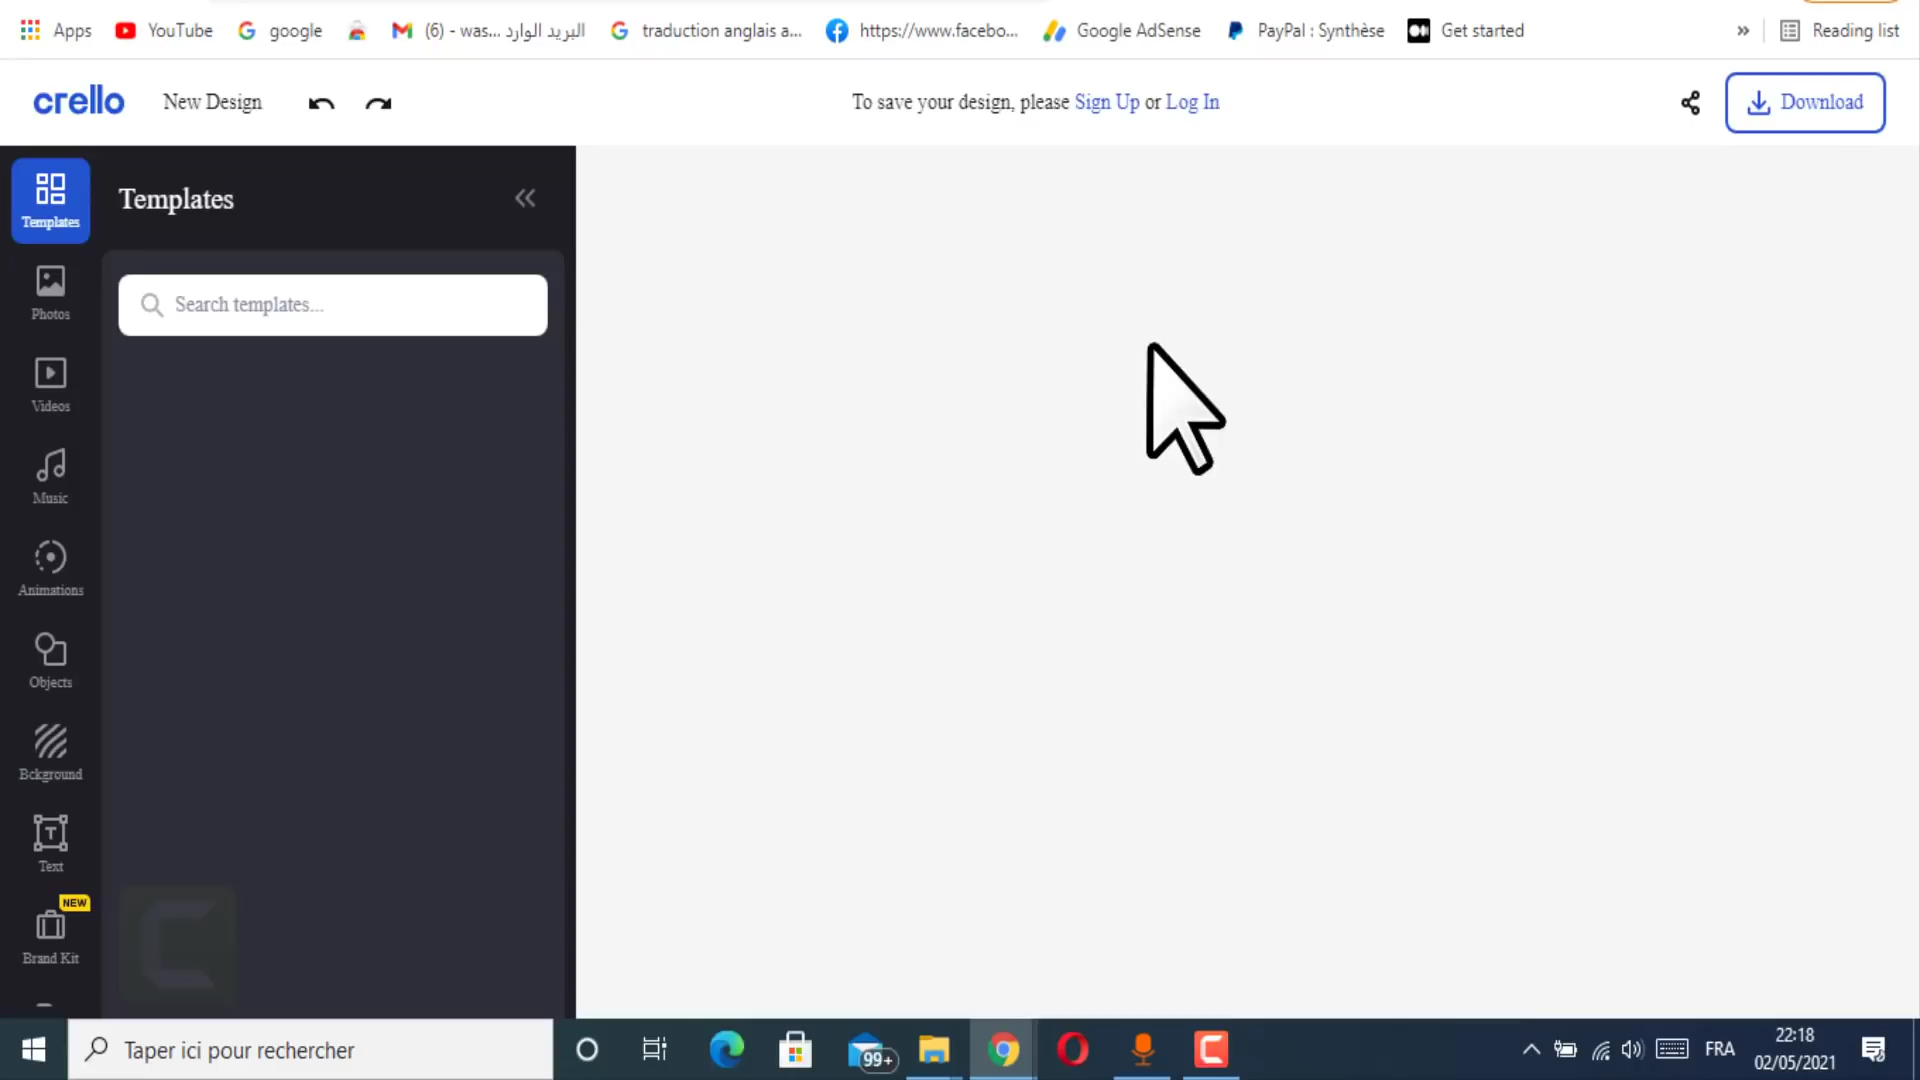 Apps YouTube google (6) - was... البريد الوارد traduction anglais a... https://www.facebo... Google AdSense PayPal : Synthèse Get started » Reading list
crello New Design To save your design, please Sign Up or Log In Download
Templates
Templates
Search templates...
Photos
Videos
Music
Animations
Objects
Bckground
Text
NEW
Brand Kit
Taper ici pour rechercher 99+ FRA 22:18
02/05/2021